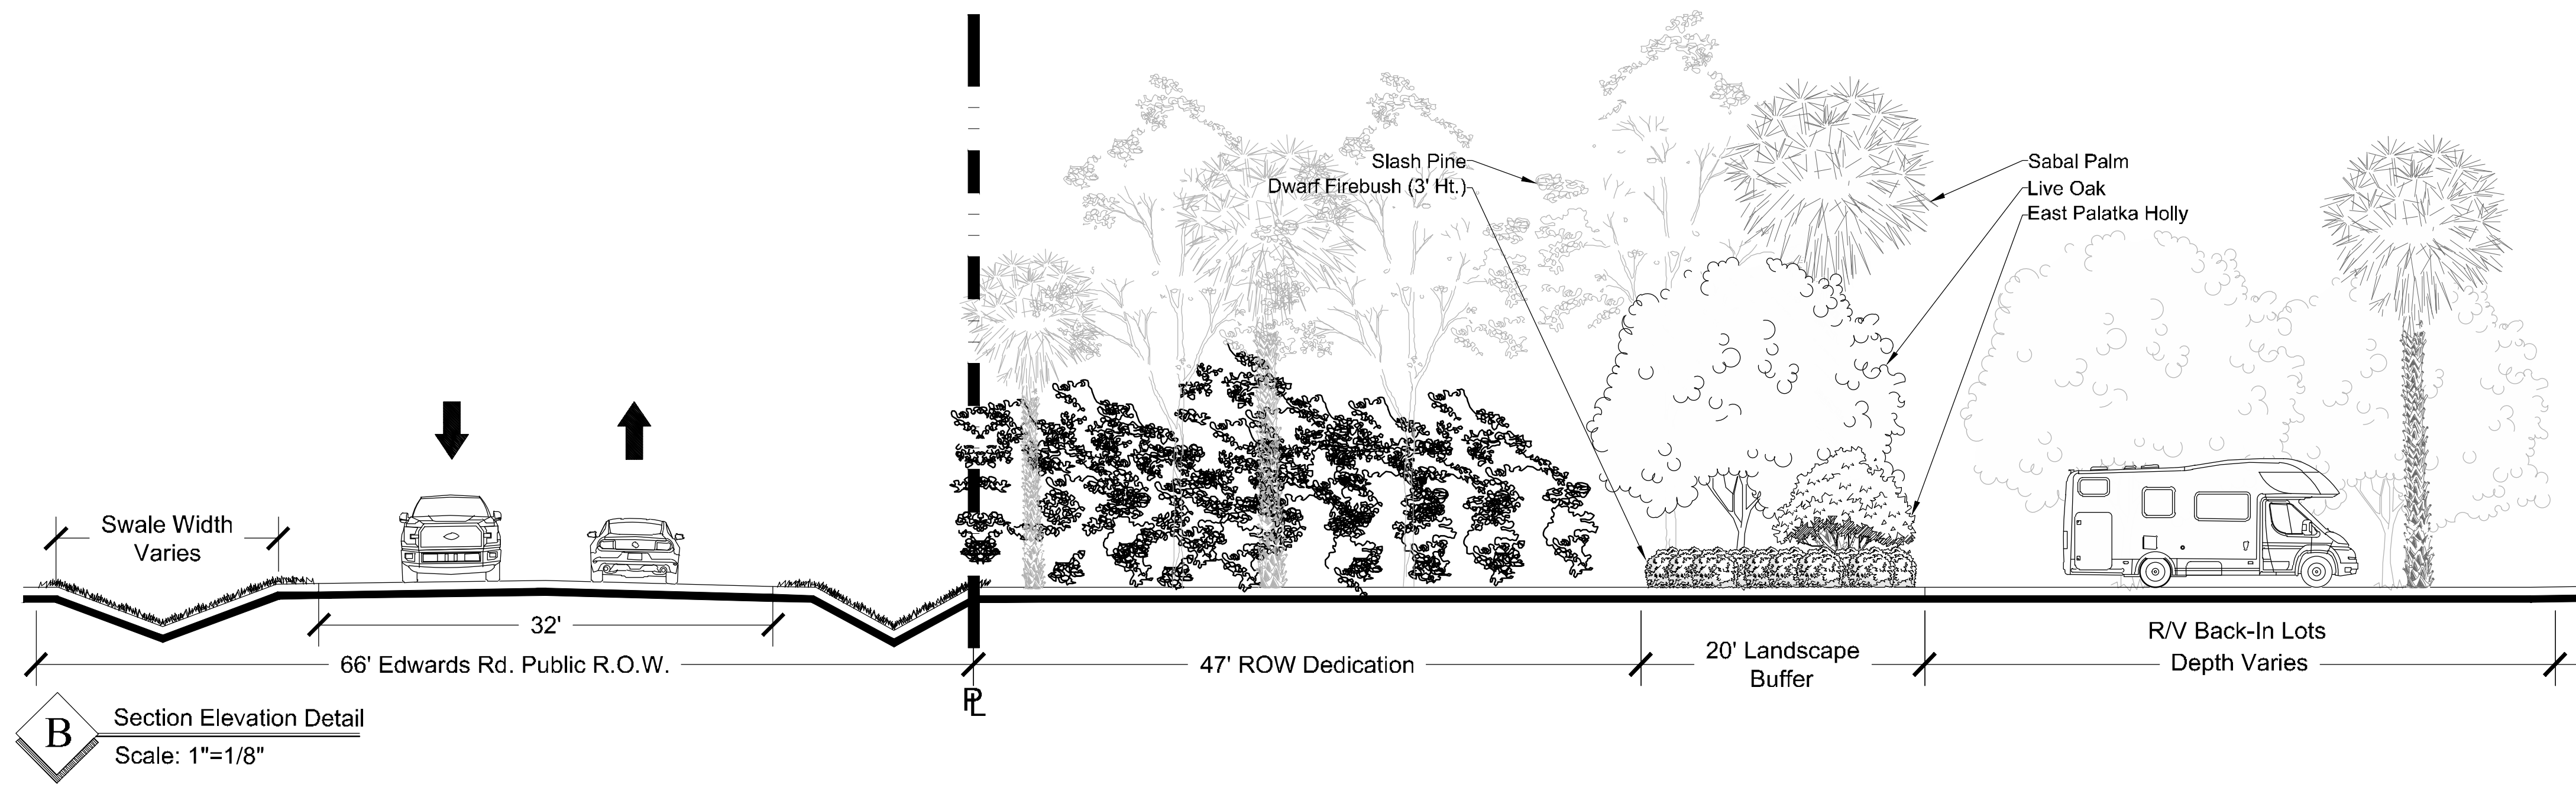 Slash Pine
Dwarf Firebush (3' Ht.)
Sabal Palm
Live Oak
East Palatka Holly
Swale Width
Varies
32'
66' Edwards Rd. Public R.O.W.
47' ROW Dedication
20' Landscape
Buffer
R/V Back-In Lots
Depth Varies
PL
B
Section Elevation Detail
Scale: 1"=1/8"